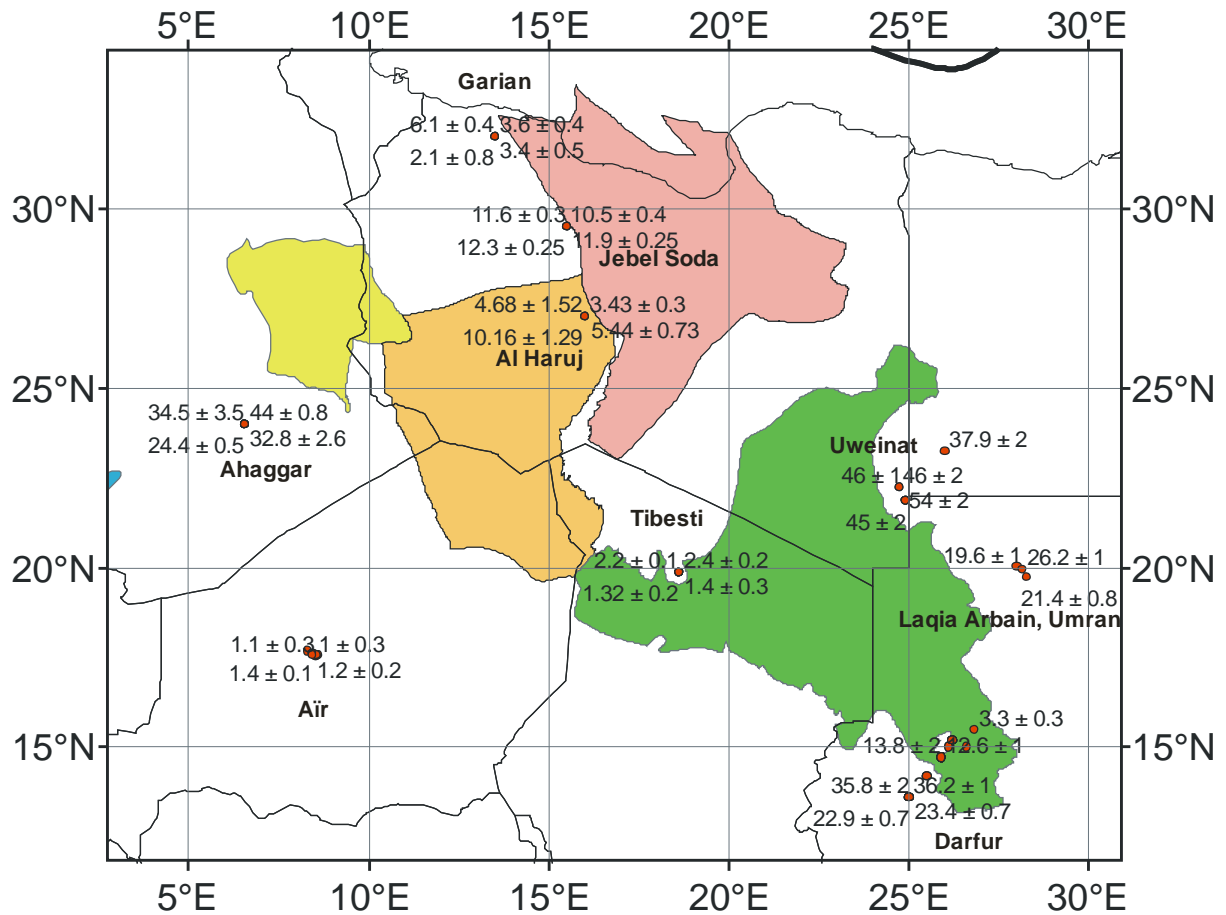 5°E 10°E 15°E 20°E 25°E 30°E
Garian
6.1 ± 0.4 3.6 ± 0.4
2.1 ± 0.8 3.4 ± 0.5
30°N 30°N
11.6 ± 0.3 10.5 ± 0.4
12.3 ± 0.25 11.9 ± 0.25
Jebel Soda
4.68 ± 1.52 3.43 ± 0.3
10.16 ± 1.29 5.44 ± 0.73
Al Haruj
25°N 25°N
34.5 ± 3.5 44 ± 0.8
24.4 ± 0.5 32.8 ± 2.6
Ahaggar
Uweinat
37.9 ± 2
46 ± 1 46 ± 2
54 ± 2
45 ± 2
Tibesti
2.2 ± 0.1 2.4 ± 0.2
1.32 ± 0.2 1.4 ± 0.3
19.6 ± 1 26.2 ± 1
20°N 20°N
21.4 ± 0.8
Laqia Arbain, Umran
1.1 ± 0.3 1 ± 0.3
1.4 ± 0.1 1.2 ± 0.2
Aïr
3.3 ± 0.3
15°N 15°N
13.8 ± 2 12.6 ± 1
35.8 ± 2 36.2 ± 1
22.9 ± 0.7 23.4 ± 0.7
Darfur
5°E 10°E 15°E 20°E 25°E 30°E